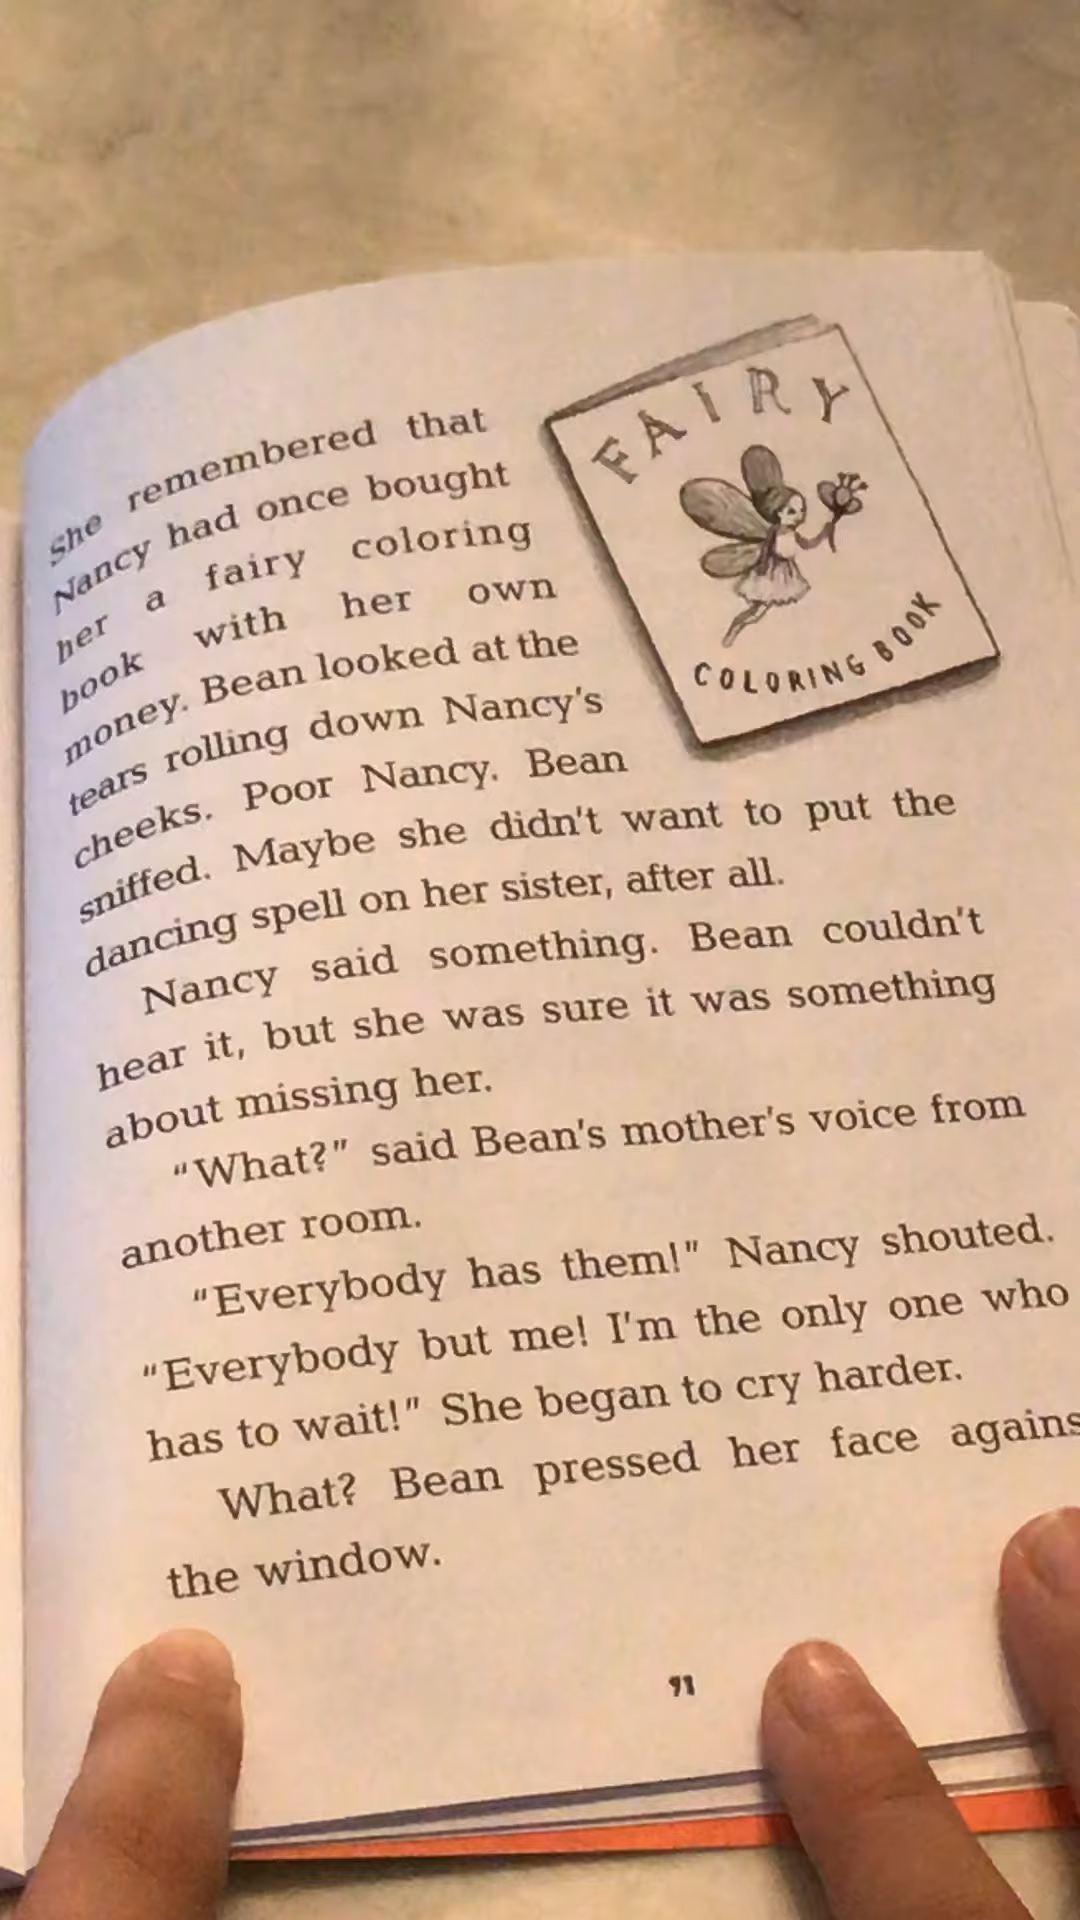 She remembered that
Nancy had once bought
her a fairy coloring
book with her own
money. Bean looked at the
tears rolling down Nancy's
cheeks. Poor Nancy. Bean
sniffed. Maybe she didn't want to put the
dancing spell on her sister, after all.
Nancy said something. Bean couldn't
hear it, but she was sure it was something
about missing her.
"What?" said Bean's mother's voice from
another room.
"Everybody has them!" Nancy shouted.
"Everybody but me! I'm the only one who
has to wait!" She began to cry harder.
What? Bean pressed her face agains
the window.
91
FAIRY
COLORING BOOK